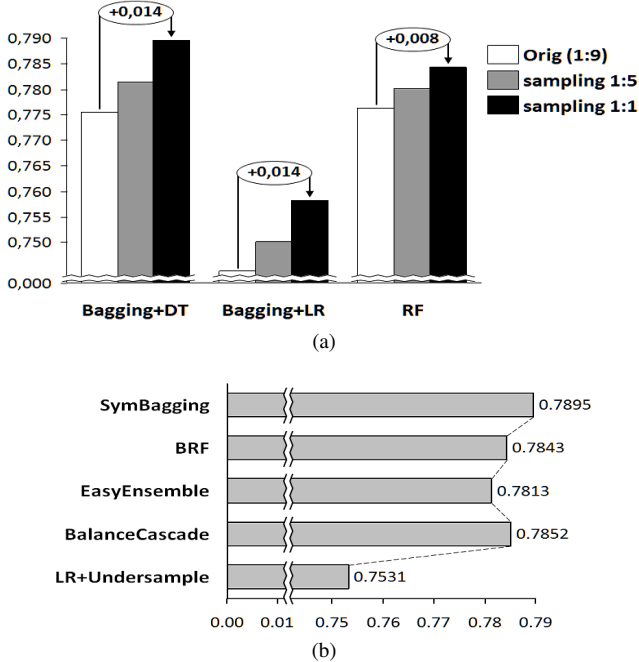 +0,014
0,790
0,785
0,780
0,775
0,770
0,765
0,760
0,755
0,750
0,000
+0,014
+0,008
Orig (1:9)
sampling 1:5
sampling 1:1
Bagging+DT
Bagging+LR
RF
(a)
SymBagging
0.7895
BRF
0.7843
EasyEnsemble
0.7813
BalanceCascade
0.7852
LR+Undersample
0.7531
0.00 0.01 0.75 0.76 0.77 0.78 0.79
(b)